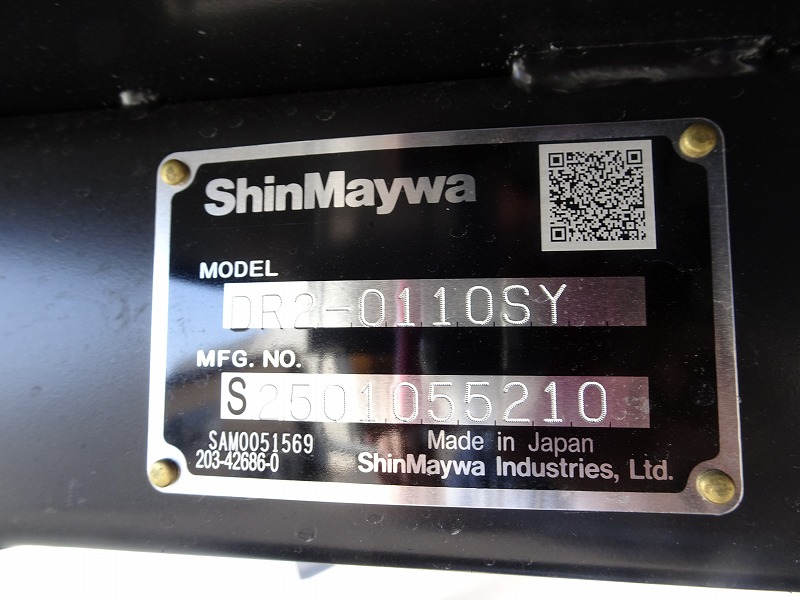 ShinMaywa
MODEL
DR2-0110SY
MFG. NO.
S2501055210
SAM0051569
203-42686-0
Made in Japan
ShinMaywa Industries, Ltd.